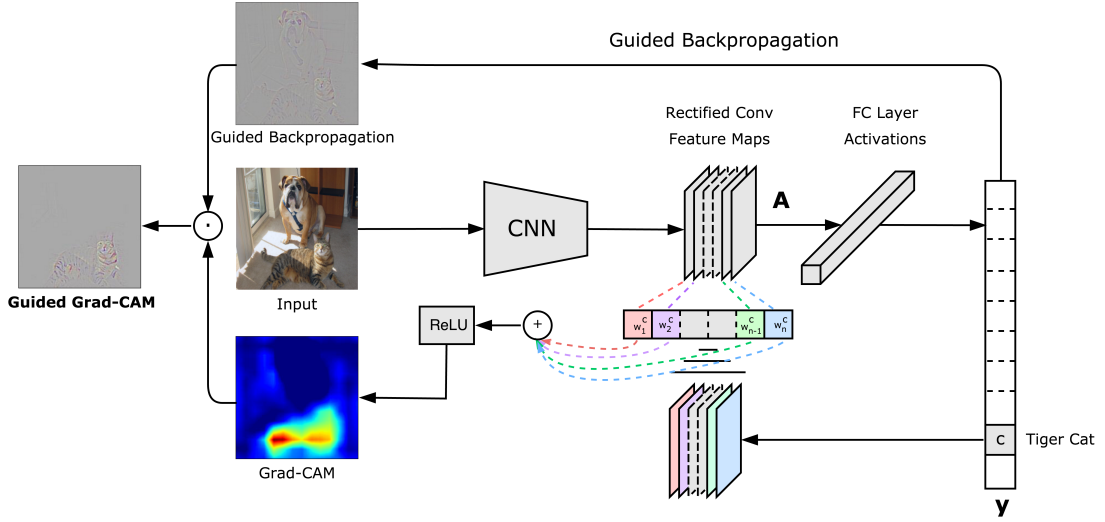 Guided Backpropagation
Rectified Conv
Feature Maps
FC Layer
Activations
Guided Backpropagation
A
CNN
Input
Guided Grad-CAM
w₁ᶜ w₂ᶜ wₙ₋₁ᶜ wₙᶜ
ReLU
+
Grad-CAM
c
Tiger Cat
y